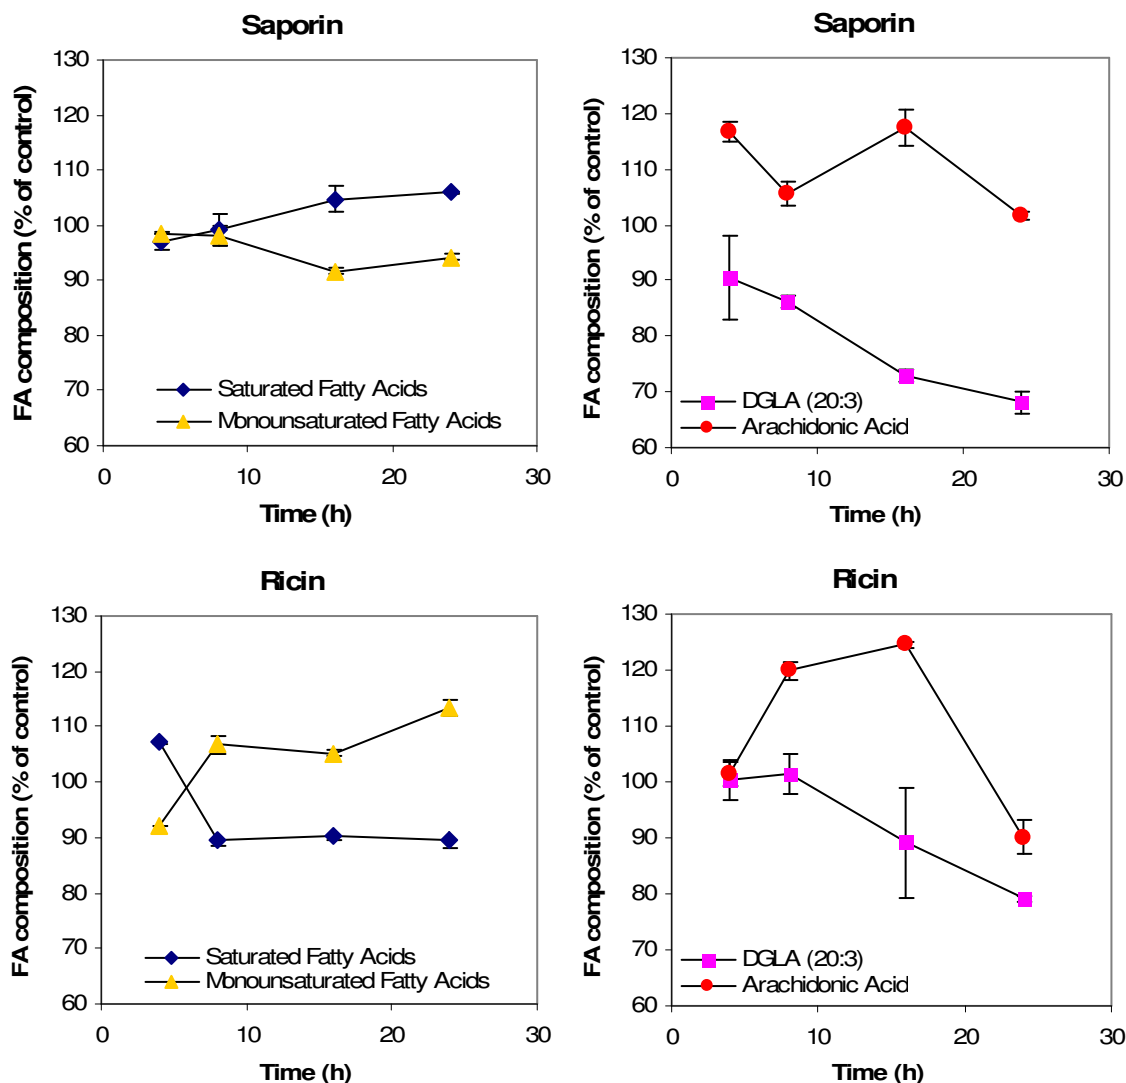 Saporin
FA composition (% of control)
130
120
110
100
90
80
70
60
Saturated Fatty Acids
Monounsaturated Fatty Acids
0 10 20 30
Time (h)
Saporin
FA composition (% of control)
130
120
110
100
90
80
70
60
DGLA (20:3)
Arachidonic Acid
0 10 20 30
Time (h)
Ricin
FA composition (% of control)
130
120
110
100
90
80
70
60
Saturated Fatty Acids
Monounsaturated Fatty Acids
0 10 20 30
Time (h)
Ricin
FA composition (% of control)
130
120
110
100
90
80
70
60
DGLA (20:3)
Arachidonic Acid
0 10 20 30
Time (h)